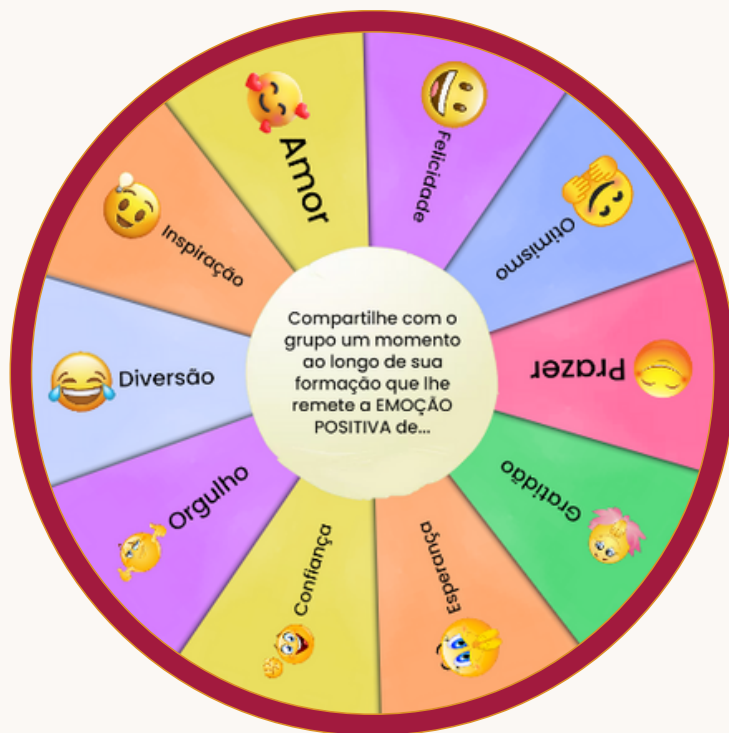 Felicidade
Otimismo
Prazer
Gratidão
Esperança
Confiança
Orgulho
Diversão
Inspiração
Amor
Compartilhe com o
grupo um momento
ao longo de sua
formação que lhe
remete a EMOÇÃO
POSITIVA de...